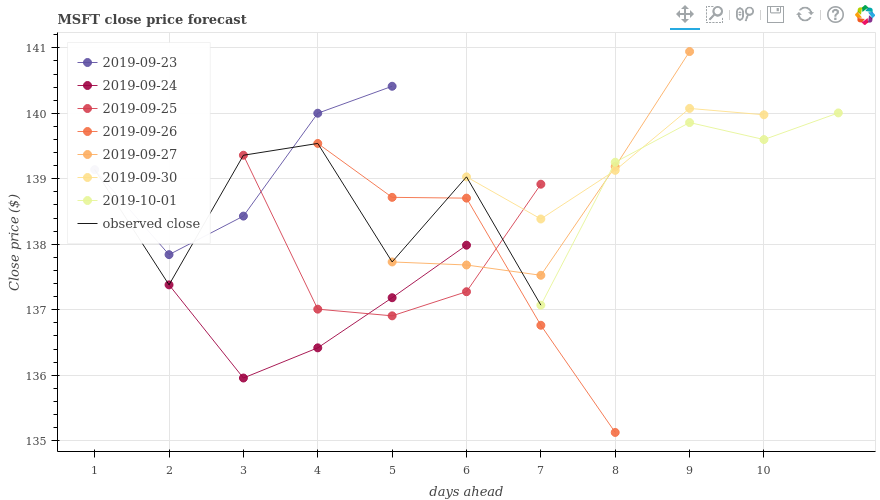 MSFT close price forecast
141
140
139
138
137
136
135
Close price ($)
2019-09-23
2019-09-24
2019-09-25
2019-09-26
2019-09-27
2019-09-30
2019-10-01
observed close
1 2 3 4 5 6 7 8 9 10
days ahead